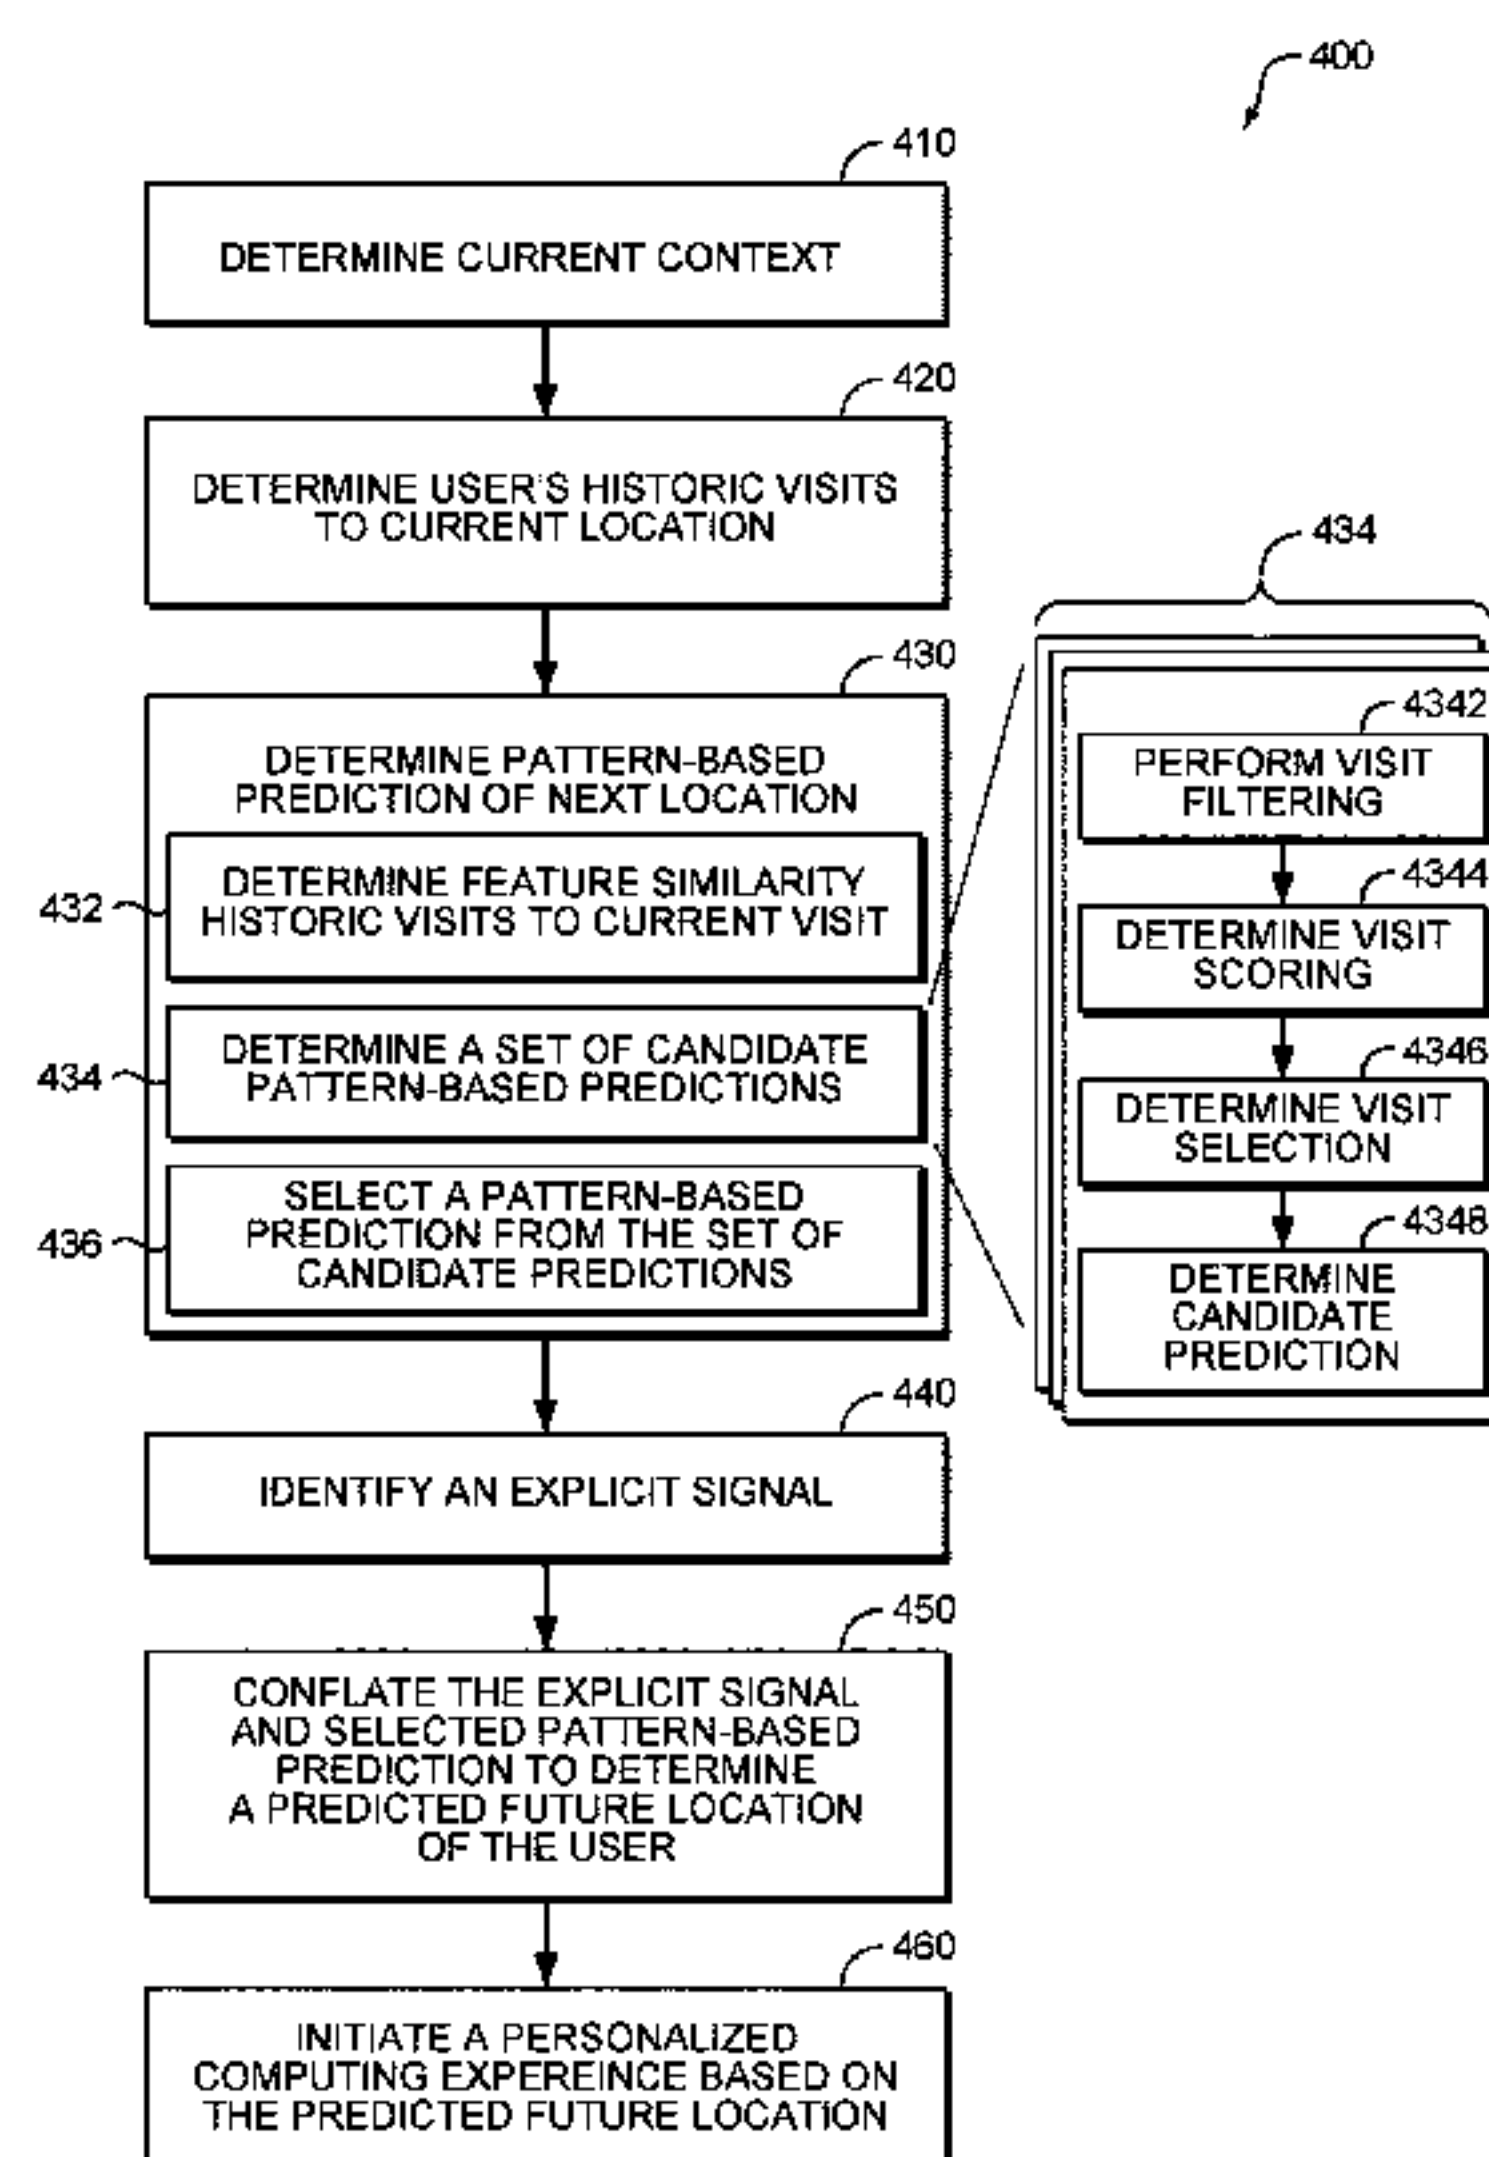 400
410
DETERMINE CURRENT CONTEXT
420
DETERMINE USER'S HISTORIC VISITS
TO CURRENT LOCATION
430
DETERMINE PATTERN-BASED
PREDICTION OF NEXT LOCATION
432
DETERMINE FEATURE SIMILARITY
HISTORIC VISITS TO CURRENT VISIT
434
DETERMINE A SET OF CANDIDATE
PATTERN-BASED PREDICTIONS
436
SELECT A PATTERN-BASED
PREDICTION FROM THE SET OF
CANDIDATE PREDICTIONS
434
4342
PERFORM VISIT
FILTERING
4344
DETERMINE VISIT
SCORING
4346
DETERMINE VISIT
SELECTION
4348
DETERMINE
CANDIDATE
PREDICTION
440
IDENTIFY AN EXPLICIT SIGNAL
450
CONFLATE THE EXPLICIT SIGNAL
AND SELECTED PATTERN-BASED
PREDICTION TO DETERMINE
A PREDICTED FUTURE LOCATION
OF THE USER
460
INITIATE A PERSONALIZED
COMPUTING EXPEREINCE BASED ON
THE PREDICTED FUTURE LOCATION